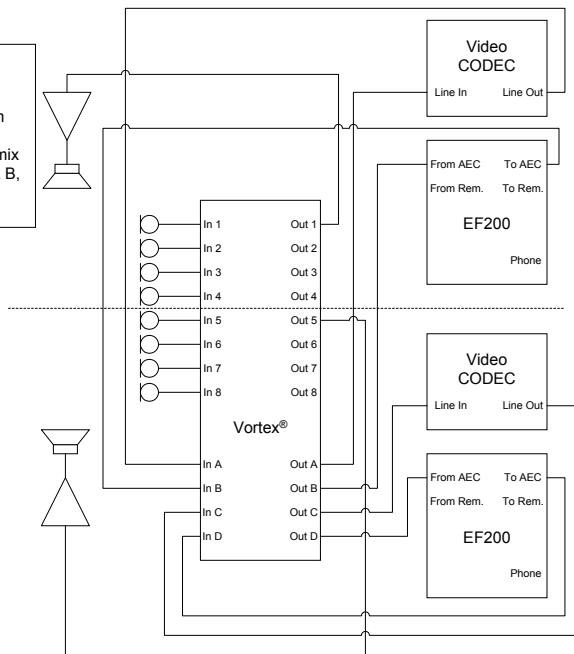 n
mix
B,
Video
CODEC
Line In Line Out
From AEC To AEC
From Rem. To Rem.
EF200
Phone
In 1 Out 1
In 2 Out 2
In 3 Out 3
In 4 Out 4
In 5 Out 5
In 6 Out 6
In 7 Out 7
In 8 Out 8
Vortex®
In A Out A
In B Out B
In C Out C
In D Out D
Video
CODEC
Line In Line Out
From AEC To AEC
From Rem. To Rem.
EF200
Phone